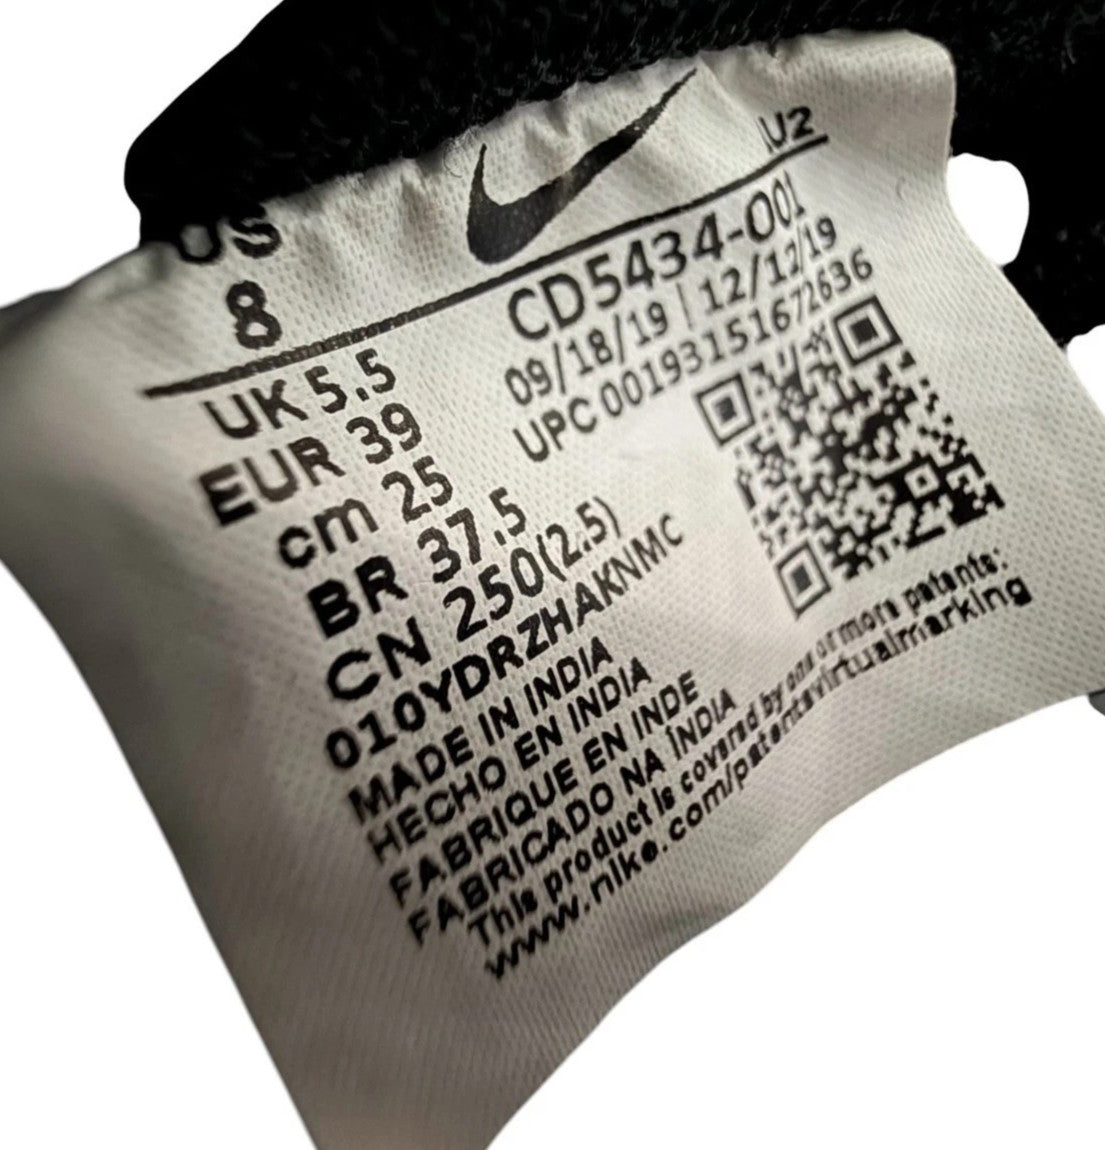 US
8
U2
UK 5.5
EUR 39
cm 25
BR 37.5
CN 250(2.5)
CD5434-001
09/18/19 | 12/12/19
UPC 00193151672636
010YDRZHAKNMC
MADE IN INDIA
HECHO EN INDIA
FABRIQUE EN INDE
FABRICADO NA ÍNDIA
This product is covered by one or more patents:
www.nike.com/patentsvirtualmarking